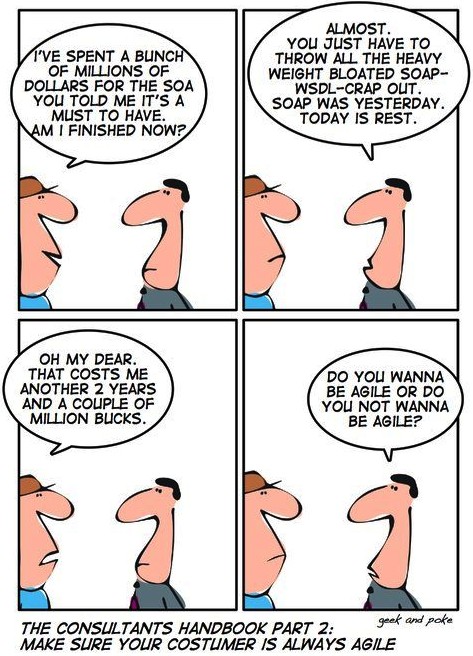 I'VE SPENT A BUNCH
OF MILLIONS OF
DOLLARS FOR THE SOA
YOU TOLD ME IT'S A
MUST TO HAVE.
AM I FINISHED NOW?
ALMOST.
YOU JUST HAVE TO
THROW ALL THE HEAVY
WEIGHT BLOATED SOAP-
WSDL-CRAP OUT.
SOAP WAS YESTERDAY.
TODAY IS REST.
OH MY DEAR.
THAT COSTS ME
ANOTHER 2 YEARS
AND A COUPLE OF
MILLION BUCKS.
DO YOU WANNA
BE AGILE OR DO
YOU NOT WANNA
BE AGILE?
geek and poke
THE CONSULTANTS HANDBOOK PART 2:
MAKE SURE YOUR COSTUMER IS ALWAYS AGILE